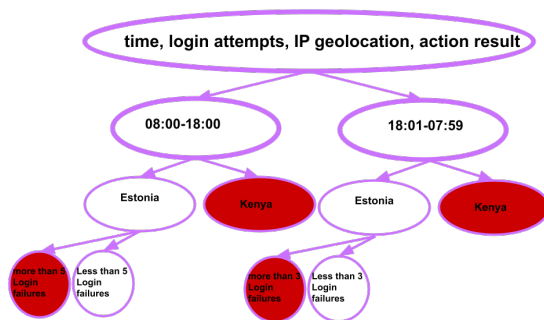 time, login attempts, IP geolocation, action result
08:00-18:00
18:01-07:59
Estonia
Kenya
Estonia
Kenya
more than 5
Login
failures
Less than 5
Login
failures
more than 3
Login
failures
Less than 3
Login
failures